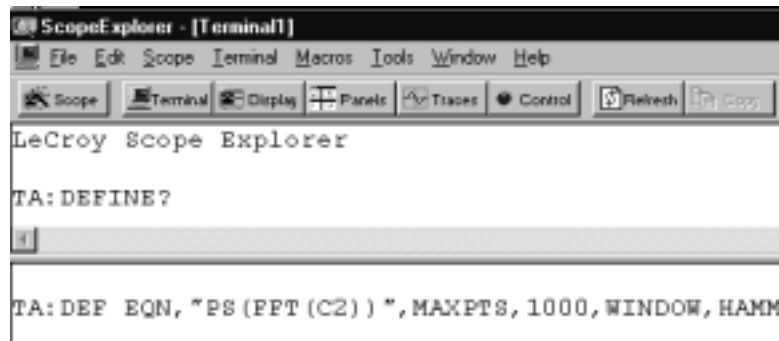 ScopeExplorer - [Terminal1]
File Edit Scope Terminal Macros Tools Window Help
Scope Terminal Display Panels Traces Control Refresh Copy
LeCroy Scope Explorer
TA:DEFINE?
TA:DEF EQN,"PS(FFT(C2))",MAXPTS,1000,WINDOW,HAMM